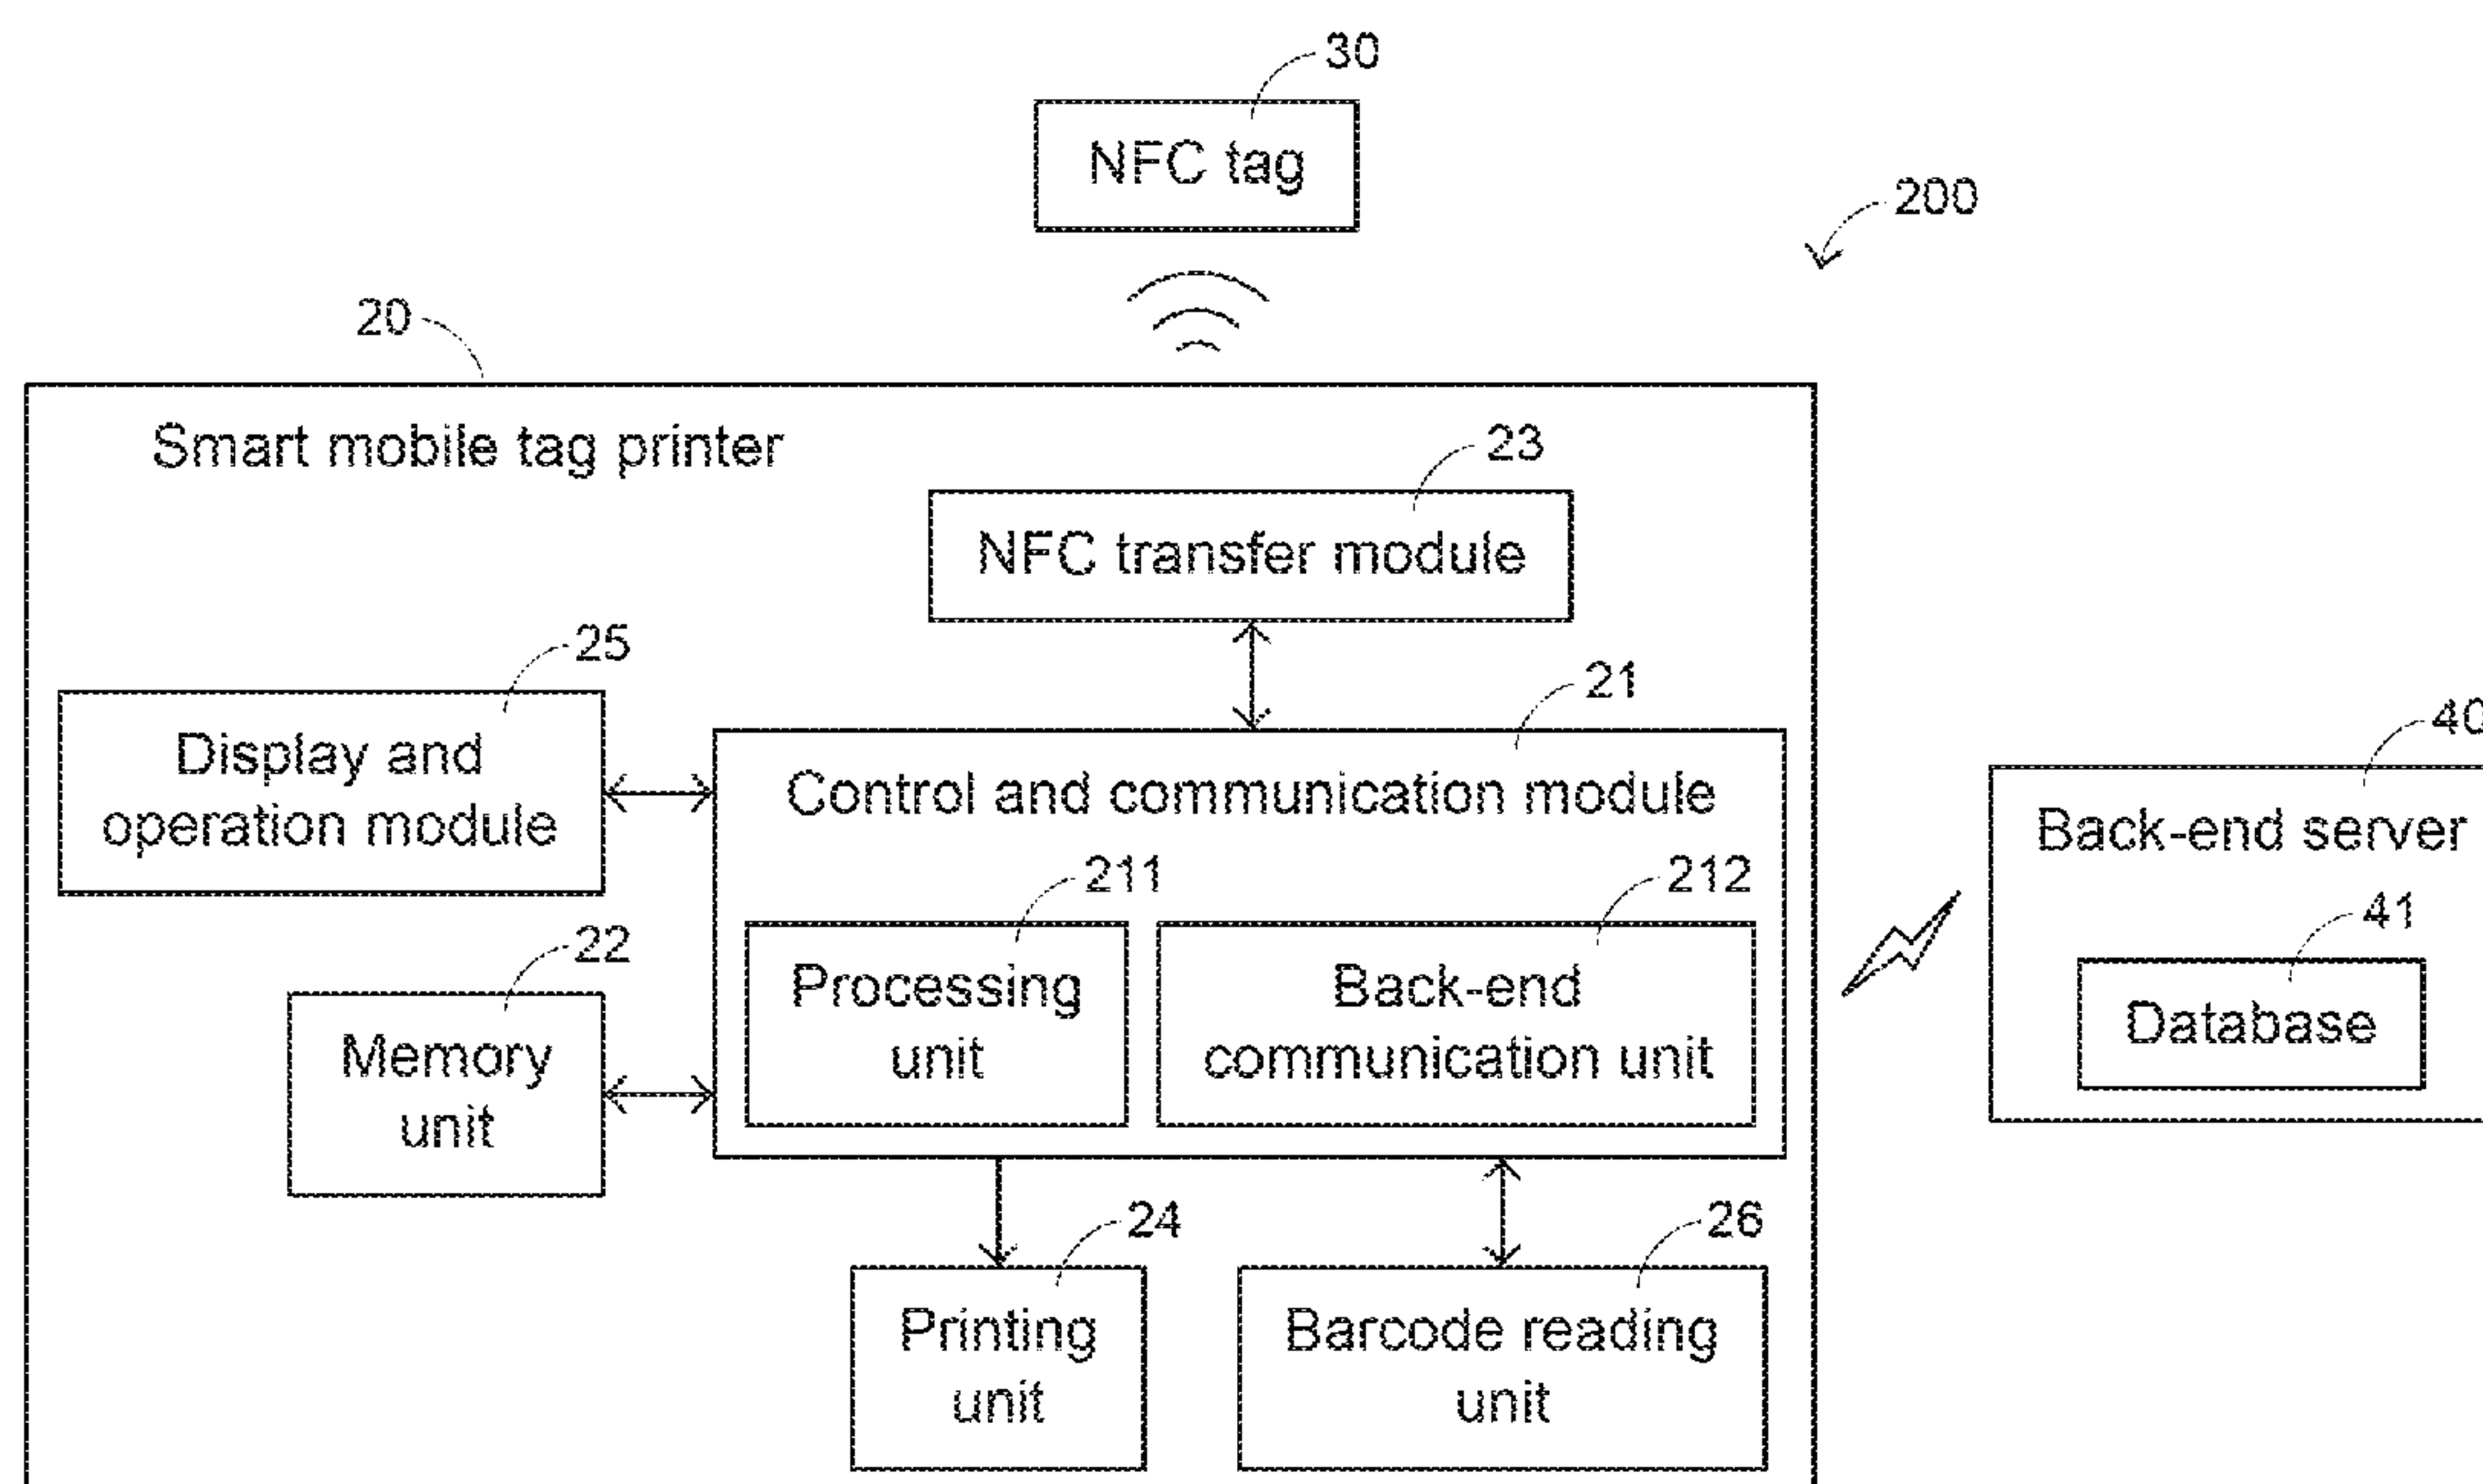 30
NFC tag
200
20
Smart mobile tag printer
23
NFC transfer module
25
Display and
operation module
21
Control and communication module
40
Back-end server
211
Processing
unit
212
Back-end
communication unit
41
Database
22
Memory
unit
24
Printing
unit
26
Barcode reading
unit